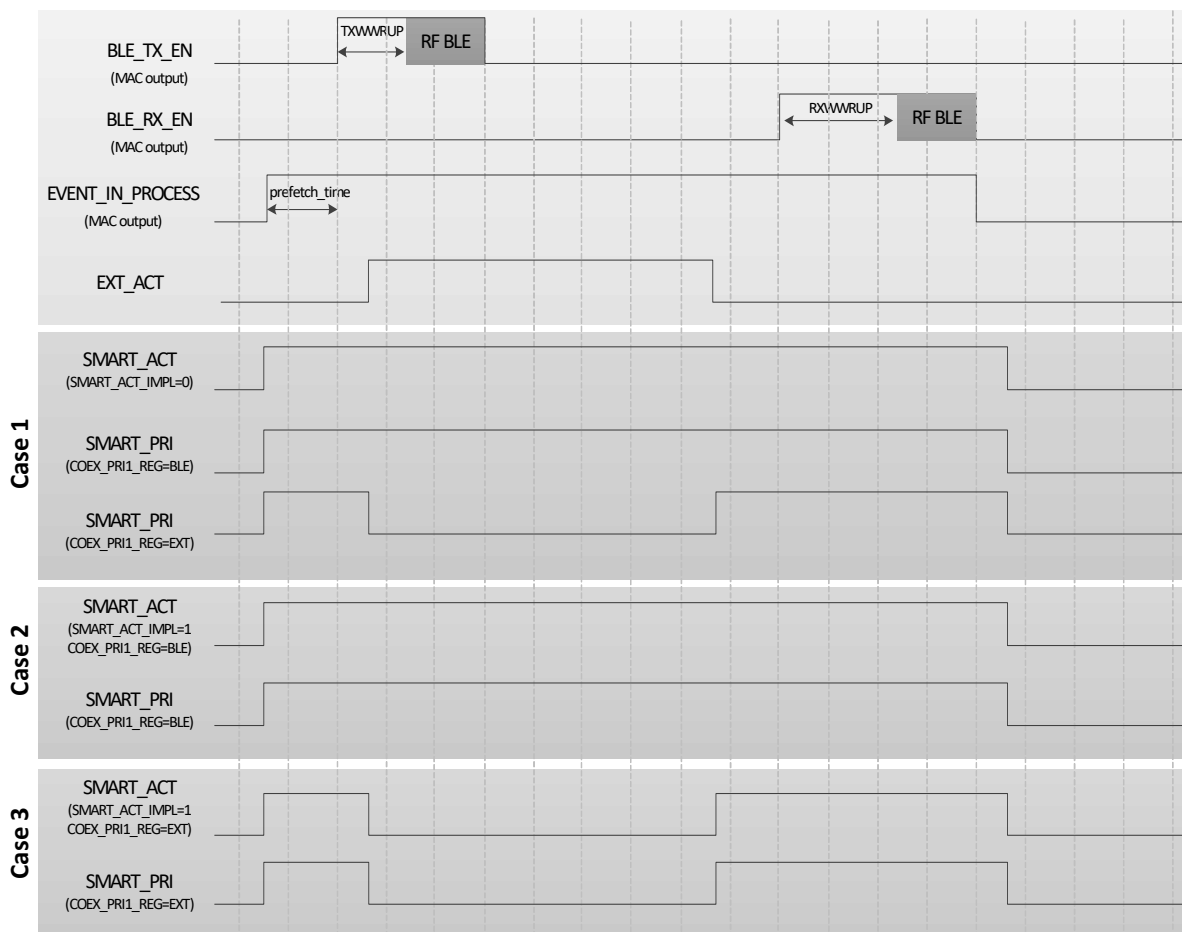 TXWWRUP
RF BLE
BLE_TX_EN
(MAC output)
RXWWRUP
RF BLE
BLE_RX_EN
(MAC output)
prefetch_time
EVENT_IN_PROCESS
(MAC output)
EXT_ACT
Case 1
SMART_ACT
(SMART_ACT_IMPL=0)
SMART_PRI
(COEX_PRI1_REG=BLE)
SMART_PRI
(COEX_PRI1_REG=EXT)
Case 2
SMART_ACT
(SMART_ACT_IMPL=1
COEX_PRI1_REG=BLE)
SMART_PRI
(COEX_PRI1_REG=BLE)
Case 3
SMART_ACT
(SMART_ACT_IMPL=1
COEX_PRI1_REG=EXT)
SMART_PRI
(COEX_PRI1_REG=EXT)